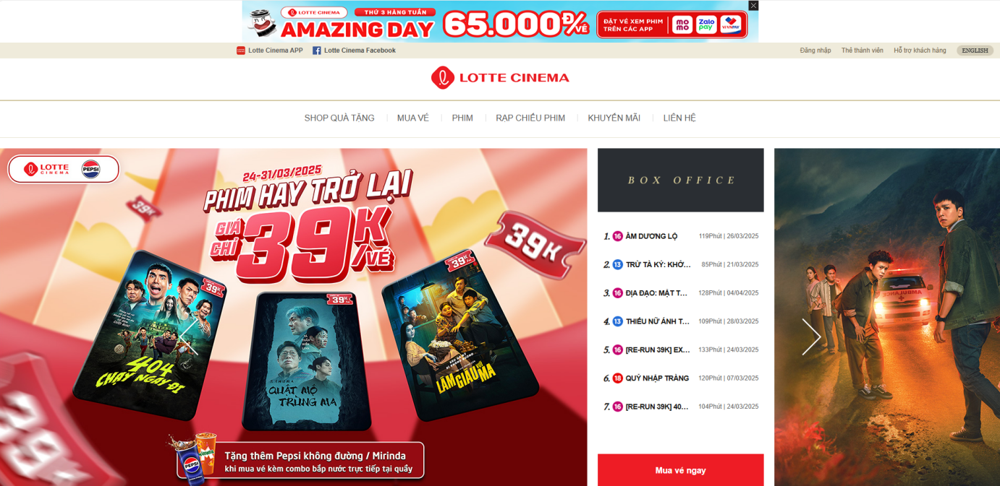 LOTTE CINEMA
THỨ 3 HÀNG TUẦN
AMAZING DAY
65.000Đ/VÉ
ĐẶT VÉ XEM PHIM
TRÊN CÁC APP
mo
mo
Zalo
pay
VNPAY
Lotte Cinema APP
Lotte Cinema Facebook
Đăng nhập
Thẻ thành viên
Hỗ trợ khách hàng
ENGLISH
LOTTE CINEMA
SHOP QUÀ TẶNG
MUA VÉ
PHIM
RẠP CHIẾU PHIM
KHUYẾN MÃI
LIÊN HỆ
LOTTE
CINEMA
PEPSI
24-31/03/2025
PHIM HAY TRỞ LẠI
GIÁ
CHỈ
39K/VÉ
39K
39K
39K
404
CHẠY NGAY ĐI
39K
QUẬT MỘ
TRÙNG MA
39K
LÀM GIÀU VỚI
MA
PEPSI
MIRINDA
Tặng thêm Pepsi không đường / Mirinda
khi mua vé kèm combo bắp nước trực tiếp tại quầy
BOX OFFICE
1. 16 ÂM DƯƠNG LỘ 119Phút | 26/03/2025
2. 13 TRỪ TÀ KÝ: KHỞ... 85Phút | 21/03/2025
3. 16 ĐỊA ĐẠO: MẶT T... 128Phút | 04/04/2025
4. 13 THIẾU NỮ ÁNH T... 109Phút | 28/03/2025
5. 16 [RE-RUN 39K] EX... 133Phút | 24/03/2025
6. 18 QUỶ NHẬP TRÀNG 120Phút | 07/03/2025
7. 16 [RE-RUN 39K] 40... 104Phút | 24/03/2025
Mua vé ngay
AMBULANCE